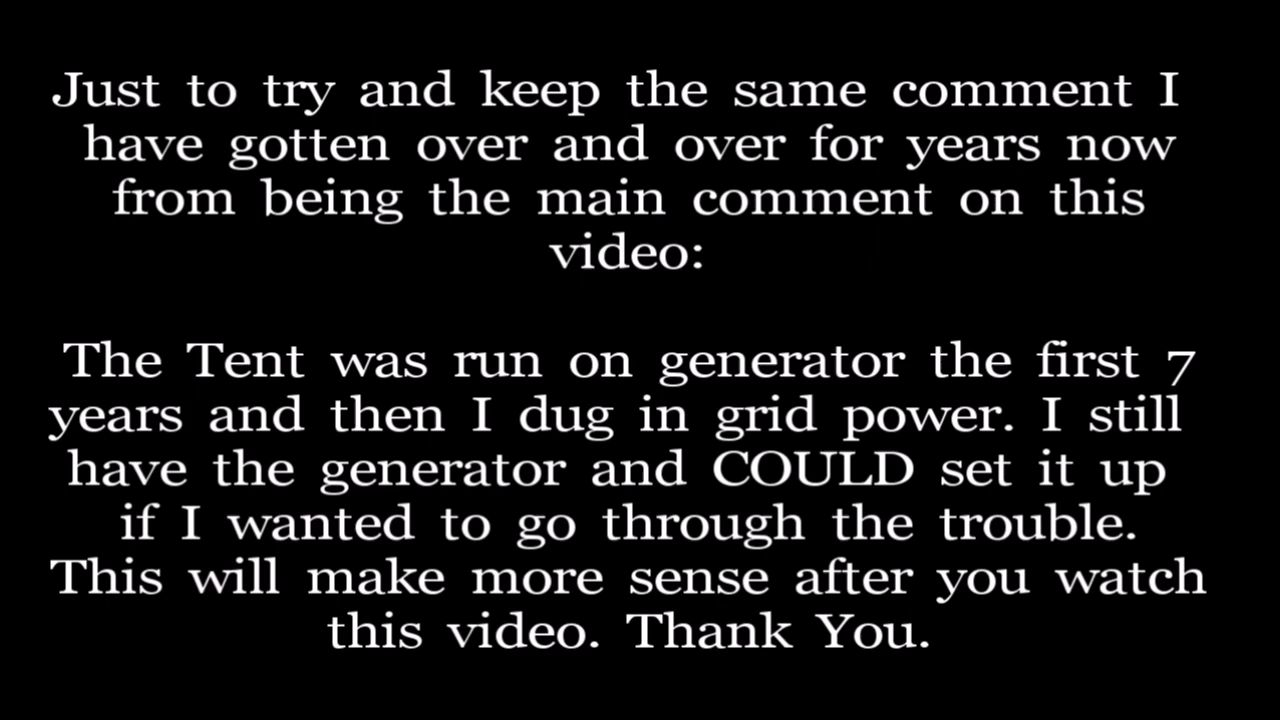 Just to try and keep the same comment I
have gotten over and over for years now
from being the main comment on this
video:
The Tent was run on generator the first 7
years and then I dug in grid power. I still
have the generator and COULD set it up
if I wanted to go through the trouble.
This will make more sense after you watch
this video. Thank You.